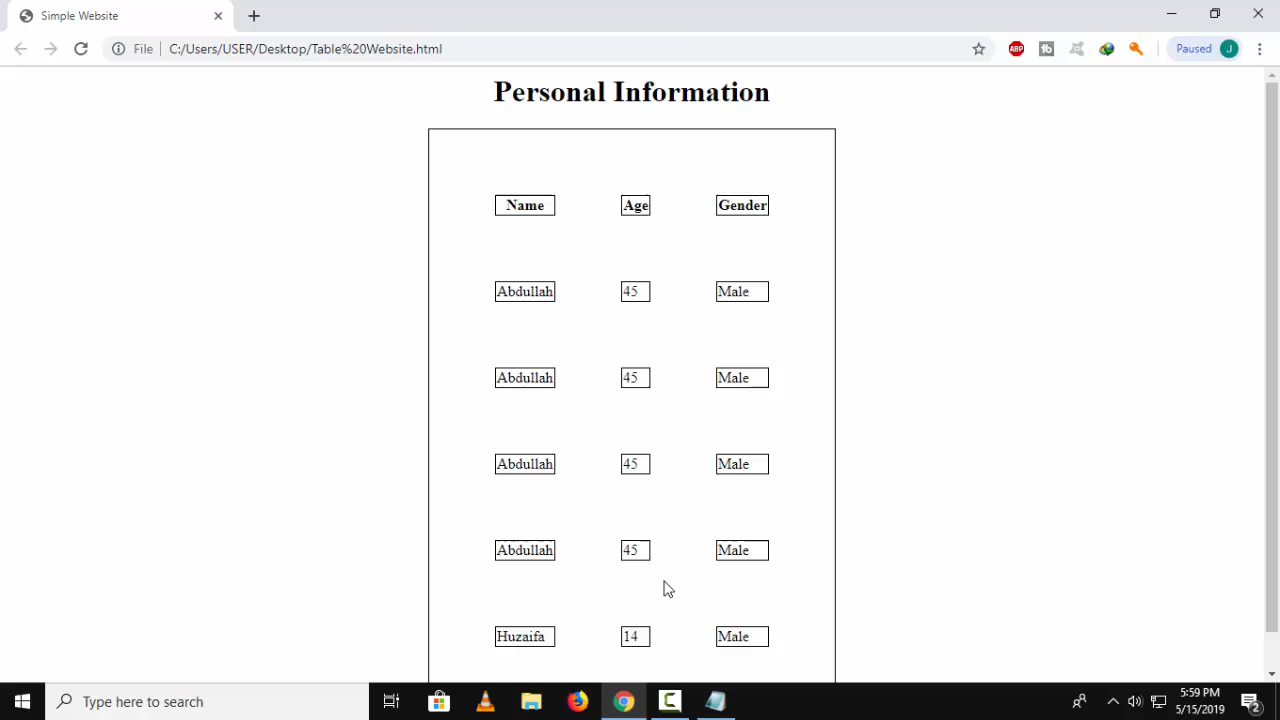 Simple Website
File C:/Users/USER/Desktop/Table%20Website.html ABP Paused J
Personal Information
Name Age Gender
Abdullah 45 Male
Abdullah 45 Male
Abdullah 45 Male
Abdullah 45 Male
Huzaifa 14 Male
Type here to search
5:59 PM
5/15/2019
2